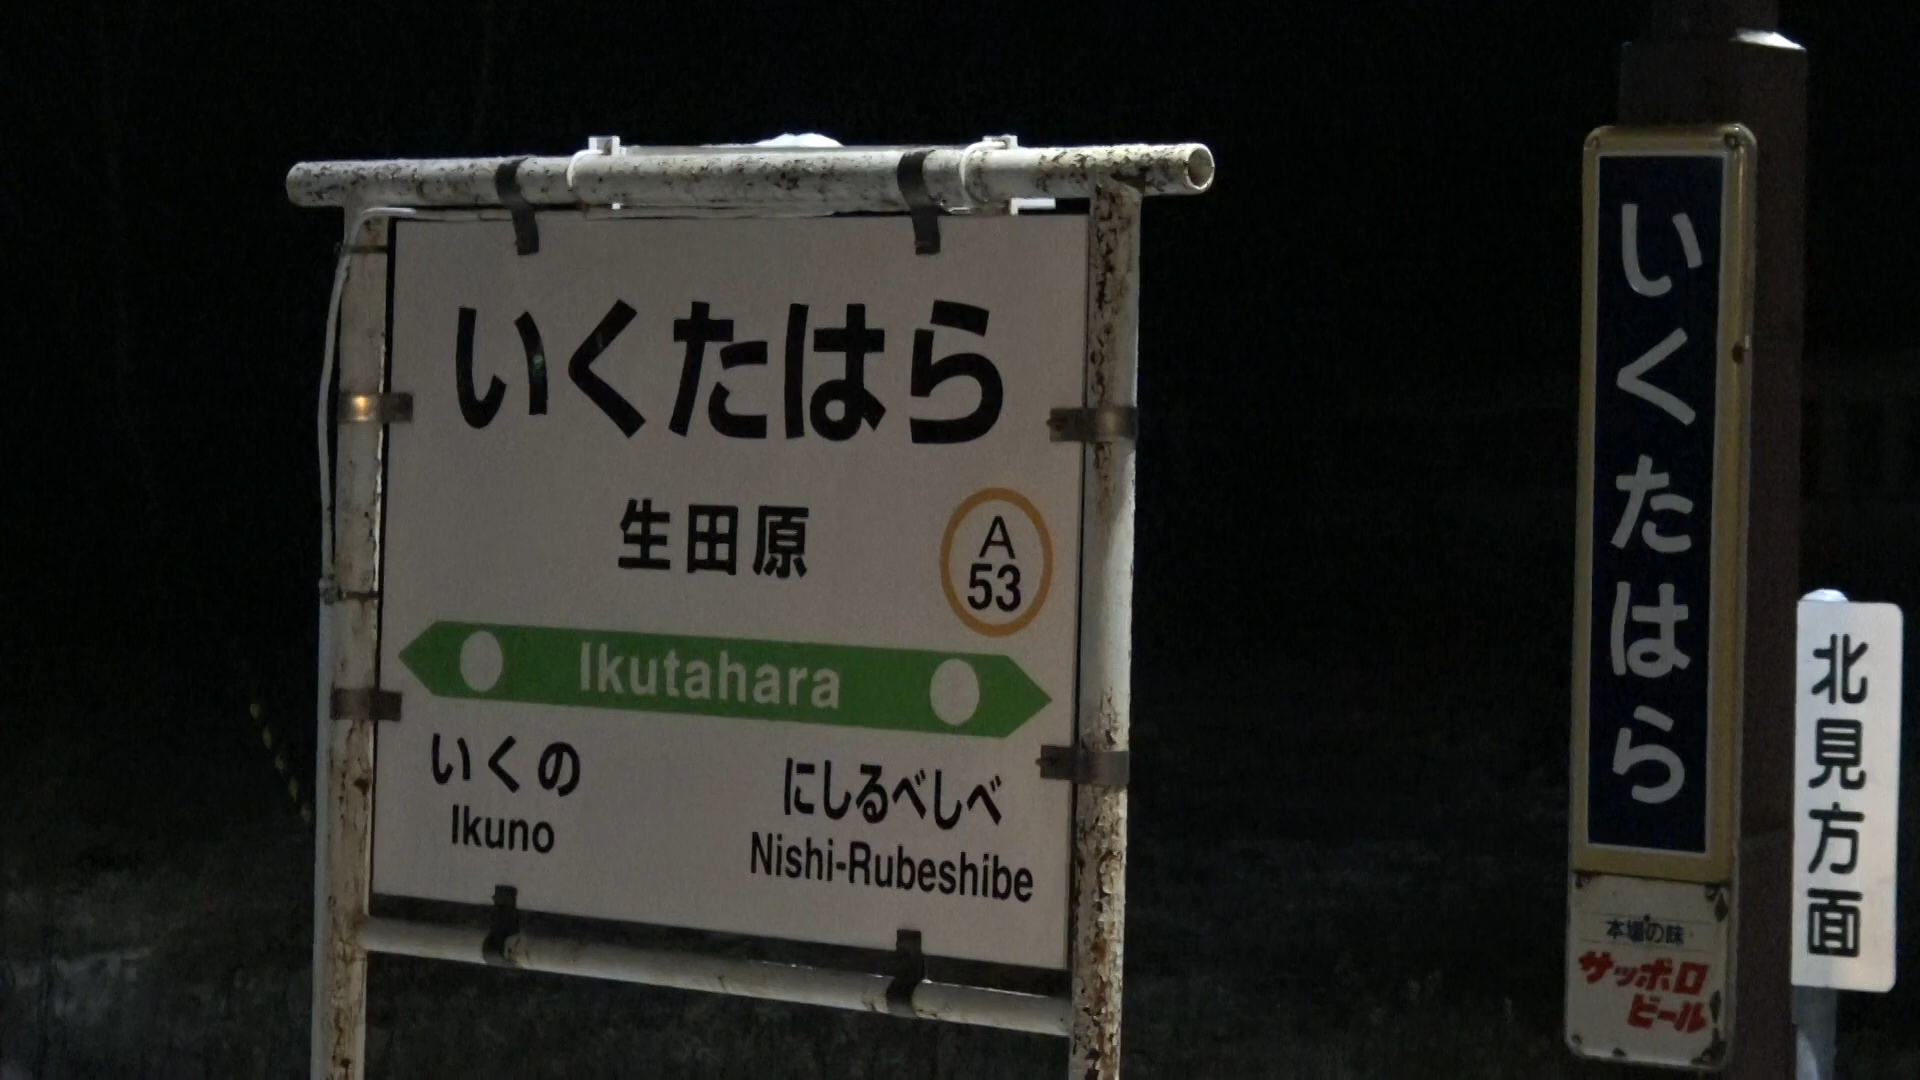 いくたはら
生田原
A
53
Ikutahara
いくの
Ikuno
にしるべしべ
Nishi-Rubeshibe
いくたはら
本場の味
サッポロ
ビール
北見方面